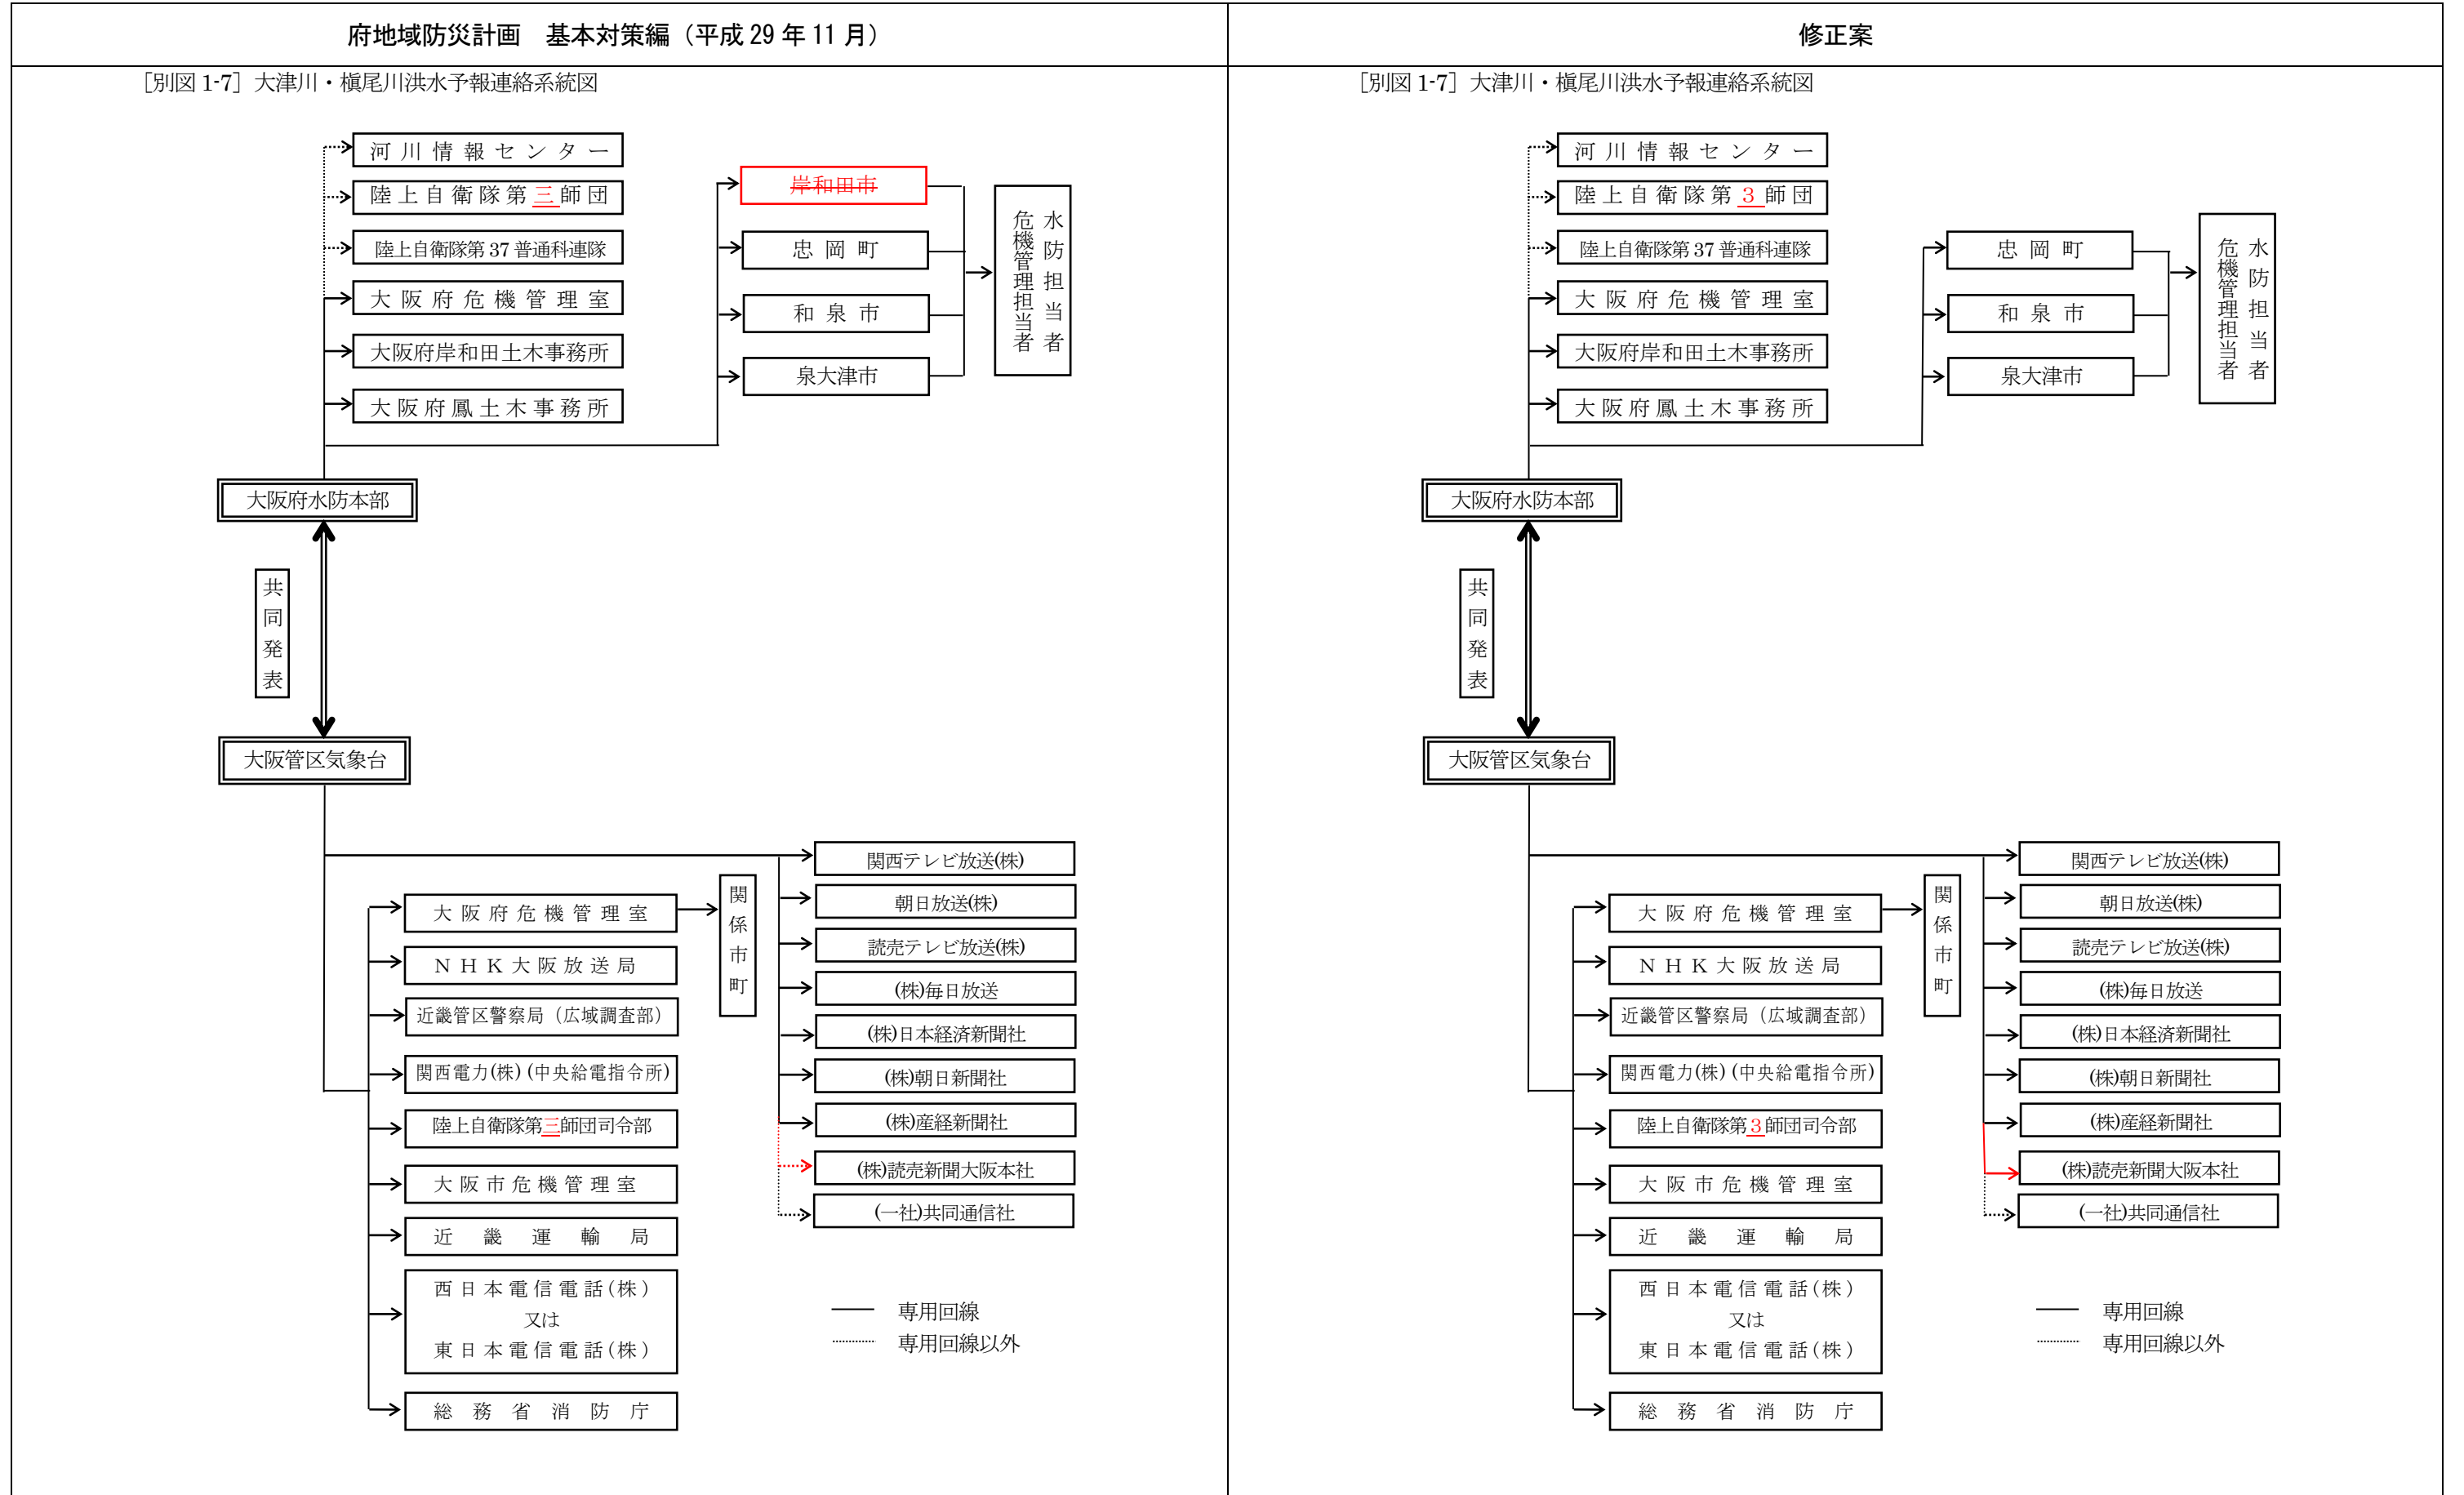 府地域防災計画　基本対策編（平成 29 年 11 月）
［別図 1-7］大津川・槇尾川洪水予報連絡系統図
河川情報センター
陸上自衛隊第三師団
陸上自衛隊第 37 普通科連隊
大阪府危機管理室
大阪府岸和田土木事務所
大阪府鳳土木事務所
岸和田市
忠岡町
和泉市
泉大津市
水防担当者
危機管理担当者
大阪府水防本部
共同発表
大阪管区気象台
関西テレビ放送(株)
朝日放送(株)
読売テレビ放送(株)
(株)毎日放送
(株)日本経済新聞社
(株)朝日新聞社
(株)産経新聞社
(株)読売新聞大阪本社
(一社)共同通信社
大阪府危機管理室
関係市町
ＮＨＫ大阪放送局
近畿管区警察局（広域調査部）
関西電力(株)(中央給電指令所)
陸上自衛隊第三師団司令部
大阪市危機管理室
近畿運輸局
西日本電信電話(株)
又は
東日本電信電話(株)
総務省消防庁
専用回線
専用回線以外
修正案
［別図 1-7］大津川・槇尾川洪水予報連絡系統図
河川情報センター
陸上自衛隊第３師団
陸上自衛隊第 37 普通科連隊
大阪府危機管理室
大阪府岸和田土木事務所
大阪府鳳土木事務所
忠岡町
和泉市
泉大津市
水防担当者
危機管理担当者
大阪府水防本部
共同発表
大阪管区気象台
関西テレビ放送(株)
朝日放送(株)
読売テレビ放送(株)
(株)毎日放送
(株)日本経済新聞社
(株)朝日新聞社
(株)産経新聞社
(株)読売新聞大阪本社
(一社)共同通信社
大阪府危機管理室
関係市町
ＮＨＫ大阪放送局
近畿管区警察局（広域調査部）
関西電力(株)(中央給電指令所)
陸上自衛隊第３師団司令部
大阪市危機管理室
近畿運輸局
西日本電信電話(株)
又は
東日本電信電話(株)
総務省消防庁
専用回線
専用回線以外